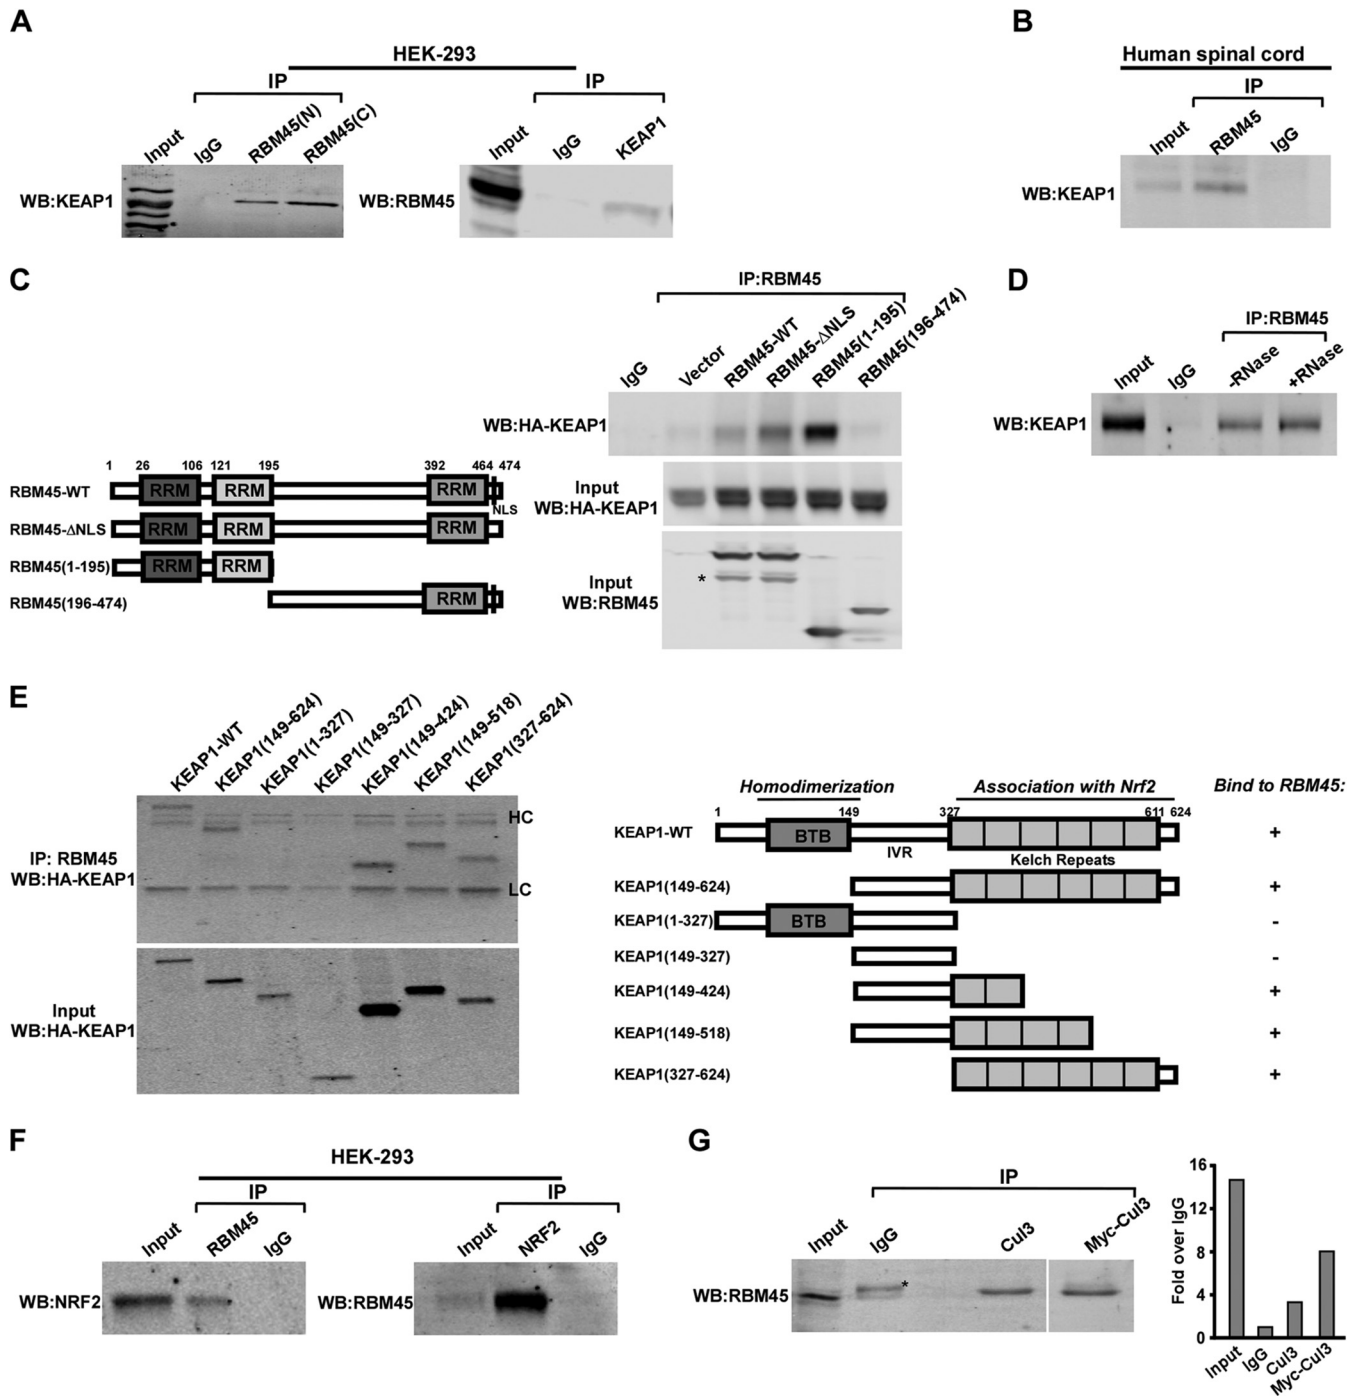 A
HEK-293
IP
IP
Input
IgG
RBM45(N)
RBM45(C)
Input
IgG
KEAP1
WB:KEAP1
WB:RBM45
B
Human spinal cord
IP
Input
RBM45
IgG
WB:KEAP1
C
IP:RBM45
IgG
Vector
RBM45-WT
RBM45-ΔNLS
RBM45(1-195)
RBM45(196-474)
WB:HA-KEAP1
Input
WB:HA-KEAP1
Input
WB:RBM45
*
1 26 106 121 195 392 464 474
RBM45-WT RRM RRM RRM
NLS
RBM45-ΔNLS RRM RRM RRM
RBM45(1-195) RRM RRM
RBM45(196-474) RRM
D
IP:RBM45
Input
IgG
-RNase
+RNase
WB:KEAP1
E
KEAP1-WT
KEAP1(149-624)
KEAP1(1-327)
KEAP1(149-327)
KEAP1(149-424)
KEAP1(149-518)
KEAP1(327-624)
HC
IP: RBM45
WB:HA-KEAP1
LC
Input
WB:HA-KEAP1
Homodimerization Association with Nrf2 Bind to RBM45:
1 149 327 611 624
KEAP1-WT BTB +
IVR Kelch Repeats
KEAP1(149-624) +
KEAP1(1-327) BTB -
KEAP1(149-327) -
KEAP1(149-424) +
KEAP1(149-518) +
KEAP1(327-624) +
F
HEK-293
IP
IP
Input
RBM45
IgG
Input
NRF2
IgG
WB:NRF2
WB:RBM45
G
IP
Input
IgG
Cul3
Myc-Cul3
WB:RBM45
*
Fold over IgG
16
12
8
4
0
Input
IgG
Cul3
Myc-Cul3